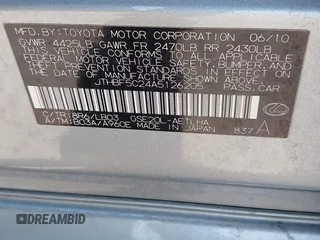 MFD. BY: TOYOTA MOTOR CORPORATION 06/10
GVWR 4425LB GAWR FR 2470LB RR 2430LB
THIS VEHICLE CONFORMS TO ALL APPLICABLE
FEDERAL MOTOR VEHICLE SAFETY, BUMPER, AND
THEFT PREVENTION STANDARDS IN EFFECT ON
THE DATE OF MANUFACTURE SHOWN ABOVE.
JTHBF5C24A5126205 PASS.CAR
C/TR: 8R6/LB03 GSE20L-AETLHA
A/TM: B03A/A960E MADE IN JAPAN 837 A
DREAMBID